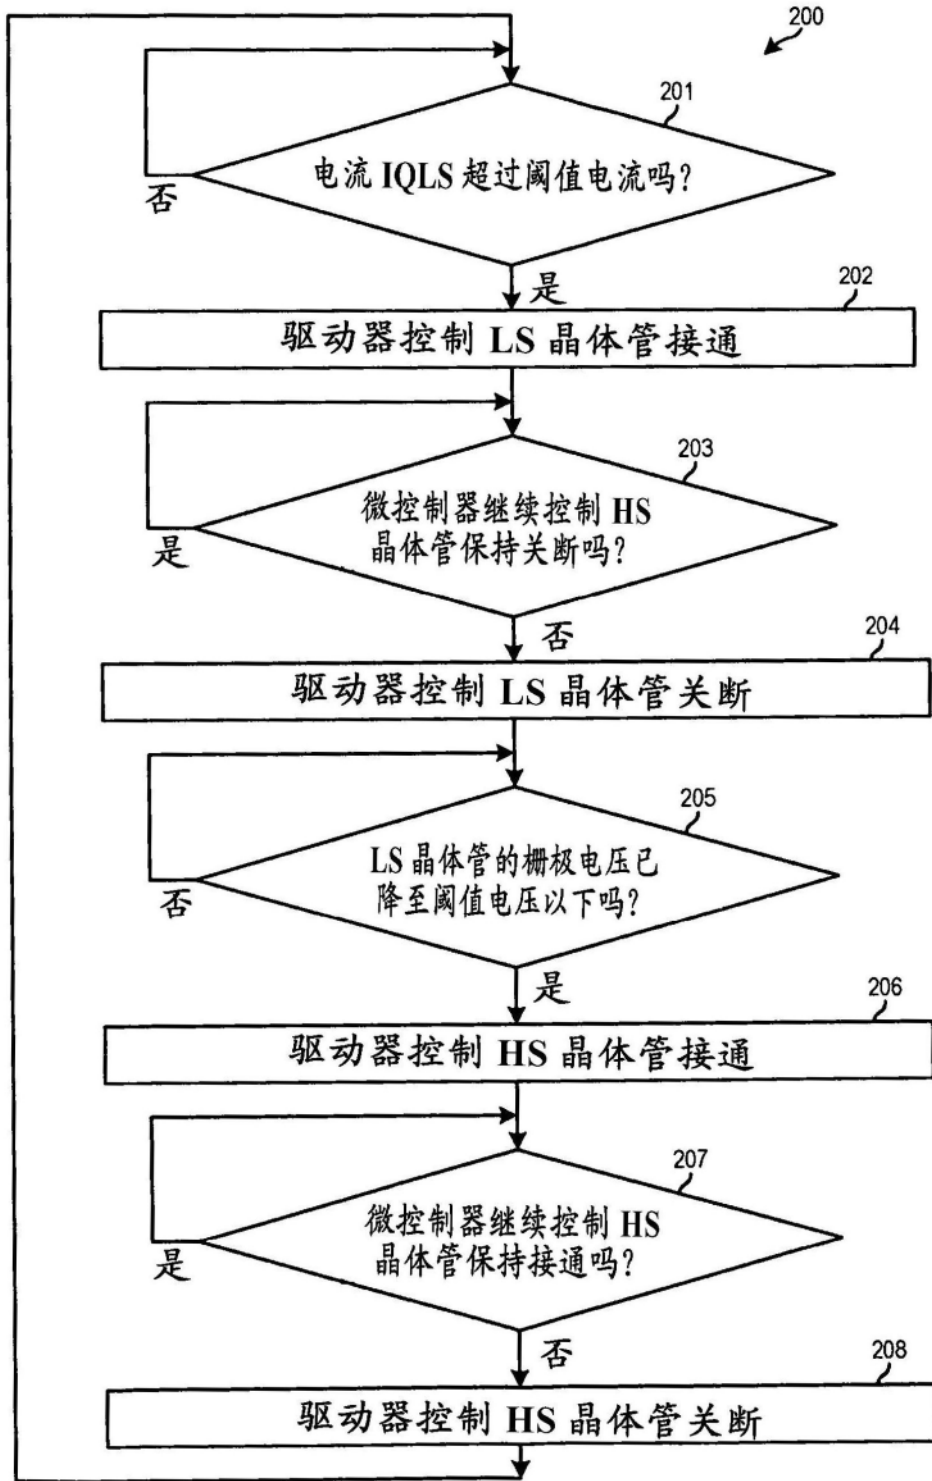 200
201
电流 IQLS 超过阈值电流吗?
否
是
202
驱动器控制 LS 晶体管接通
203
微控制器继续控制 HS
晶体管保持关断吗?
是
否
204
驱动器控制 LS 晶体管关断
205
LS 晶体管的栅极电压已
降至阈值电压以下吗?
否
是
206
驱动器控制 HS 晶体管接通
207
微控制器继续控制 HS
晶体管保持接通吗?
是
否
208
驱动器控制 HS 晶体管关断